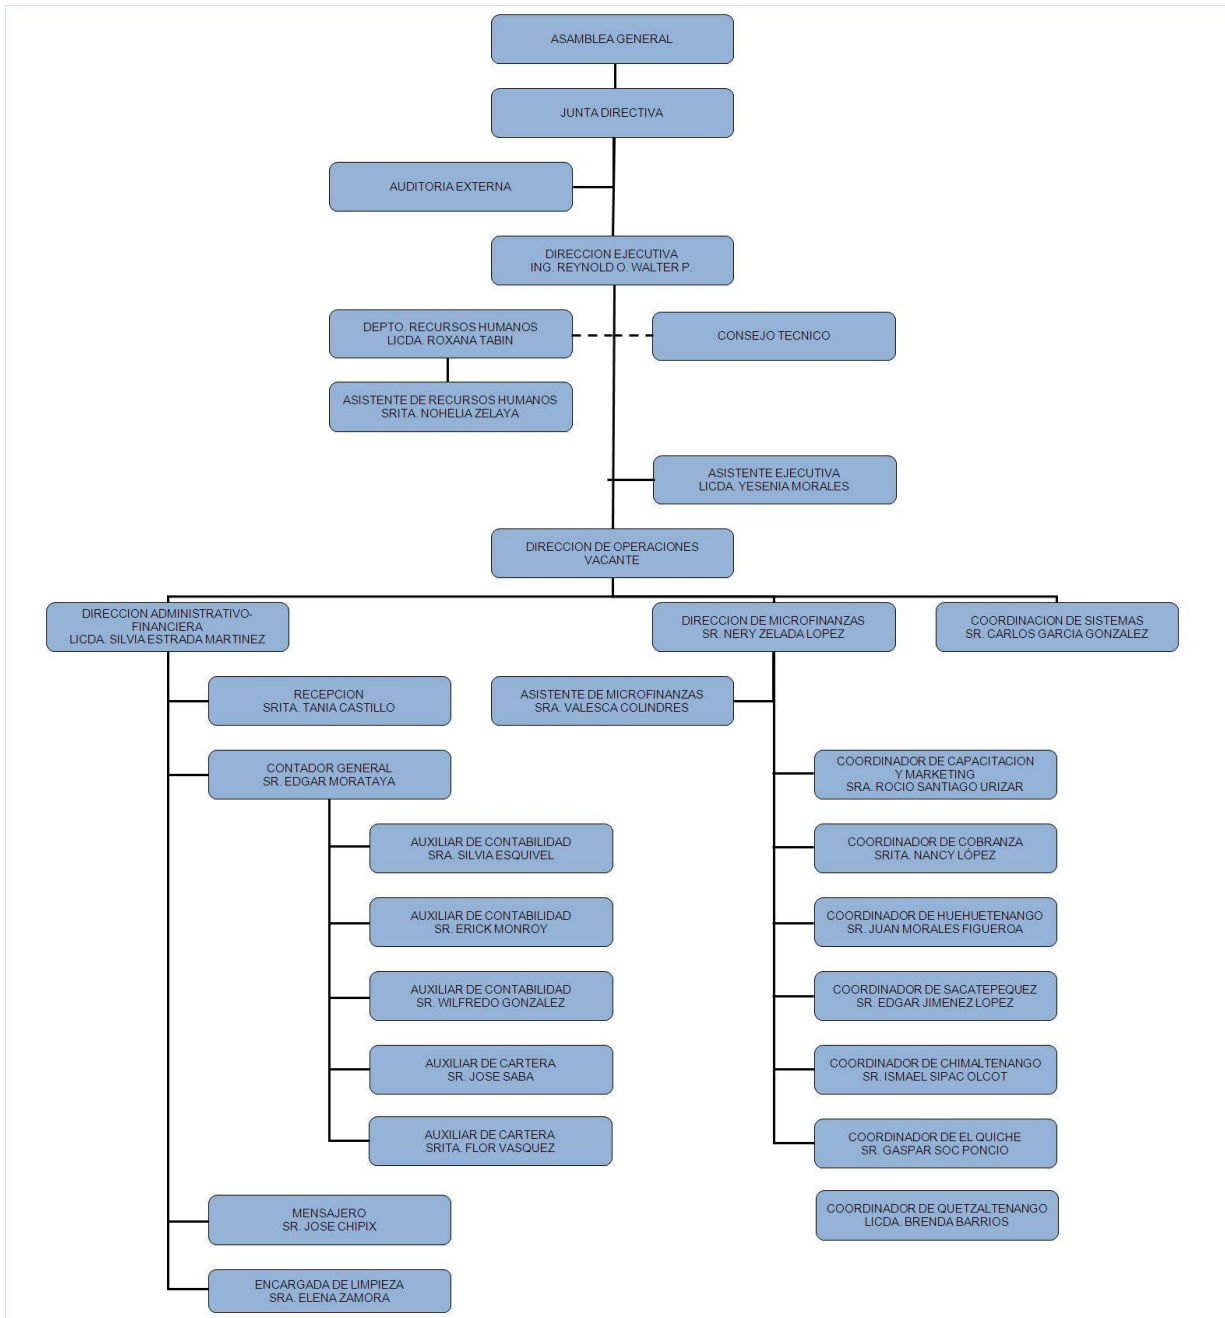 ASAMBLEA GENERAL
JUNTA DIRECTIVA
AUDITORIA EXTERNA
DIRECCION EJECUTIVA
ING. REYNOLD O. WALTER P.
DEPTO. RECURSOS HUMANOS
LICDA. ROXANA TABIN
CONSEJO TECNICO
ASISTENTE DE RECURSOS HUMANOS
SRITA. NOHELIA ZELAYA
ASISTENTE EJECUTIVA
LICDA. YESENIA MORALES
DIRECCION DE OPERACIONES
VACANTE
DIRECCION ADMINISTRATIVO-
FINANCIERA
LICDA. SILVIA ESTRADA MARTINEZ
DIRECCION DE MICROFINANZAS
SR. NERY ZELADA LOPEZ
COORDINACION DE SISTEMAS
SR. CARLOS GARCIA GONZALEZ
RECEPCION
SRITA. TANIA CASTILLO
ASISTENTE DE MICROFINANZAS
SRA. VALESCA COLINDRES
CONTADOR GENERAL
SR. EDGAR MORATAYA
COORDINADOR DE CAPACITACION
Y MARKETING
SRA. ROCIO SANTIAGO URIZAR
AUXILIAR DE CONTABILIDAD
SRA. SILVIA ESQUIVEL
COORDINADOR DE COBRANZA
SRITA. NANCY LÓPEZ
AUXILIAR DE CONTABILIDAD
SR. ERICK MONROY
COORDINADOR DE HUEHUETENANGO
SR. JUAN MORALES FIGUEROA
AUXILIAR DE CONTABILIDAD
SR. WILFREDO GONZALEZ
COORDINADOR DE SACATEPEQUEZ
SR. EDGAR JIMENEZ LOPEZ
AUXILIAR DE CARTERA
SR. JOSE SABA
COORDINADOR DE CHIMALTENANGO
SR. ISMAEL SIPAC OLCOT
AUXILIAR DE CARTERA
SRITA. FLOR VASQUEZ
COORDINADOR DE EL QUICHE
SR. GASPAR SOC PONCIO
MENSAJERO
SR. JOSE CHIPIX
COORDINADOR DE QUETZALTENANGO
LICDA. BRENDA BARRIOS
ENCARGADA DE LIMPIEZA
SRA. ELENA ZAMORA